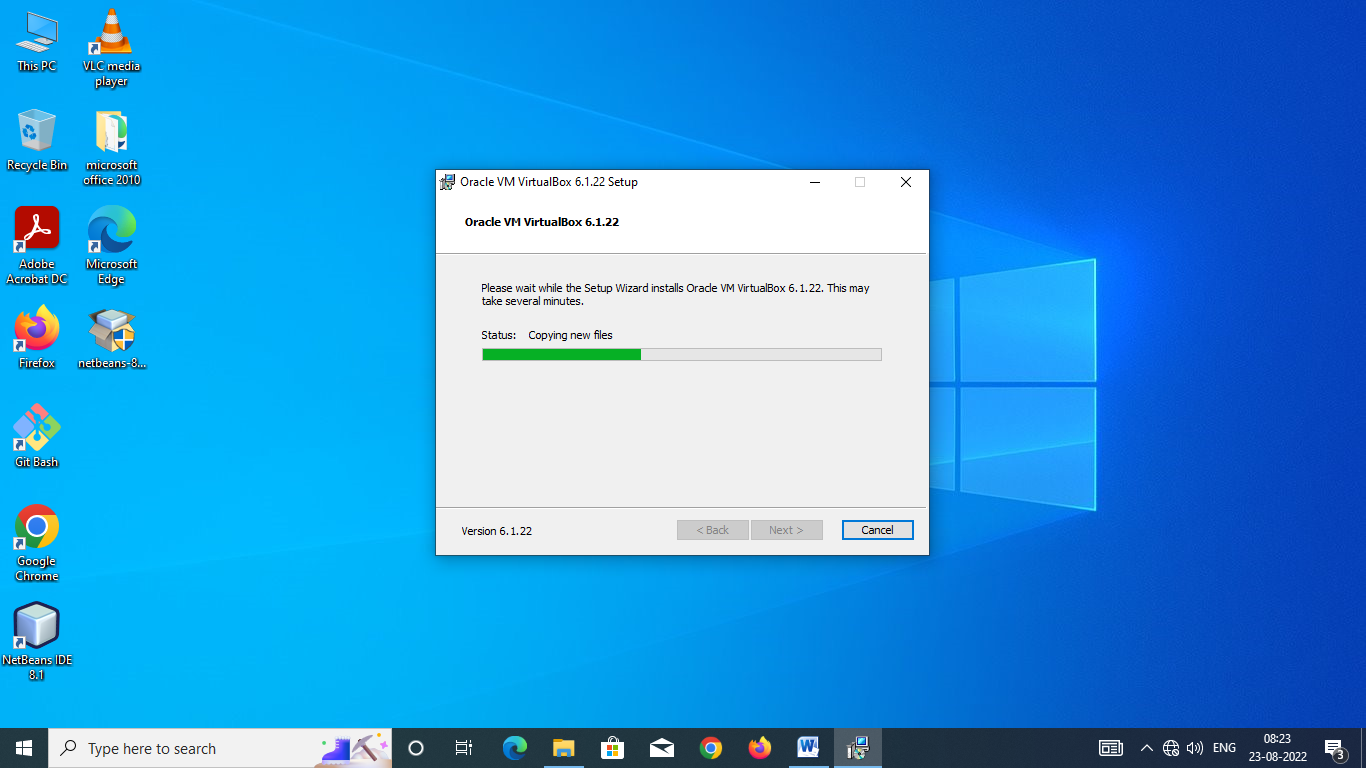 This PC
VLC media
player
Recycle Bin
microsoft
office 2010
Adobe
Acrobat DC
Microsoft
Edge
Firefox
netbeans-8...
Git Bash
Google
Chrome
NetBeans IDE
8.1
Oracle VM VirtualBox 6.1.22 Setup
Oracle VM VirtualBox 6.1.22
Please wait while the Setup Wizard installs Oracle VM VirtualBox 6.1.22. This may
take several minutes.
Status: Copying new files
Version 6.1.22
< Back
Next >
Cancel
Type here to search
W
ENG
08:23
23-08-2022
3